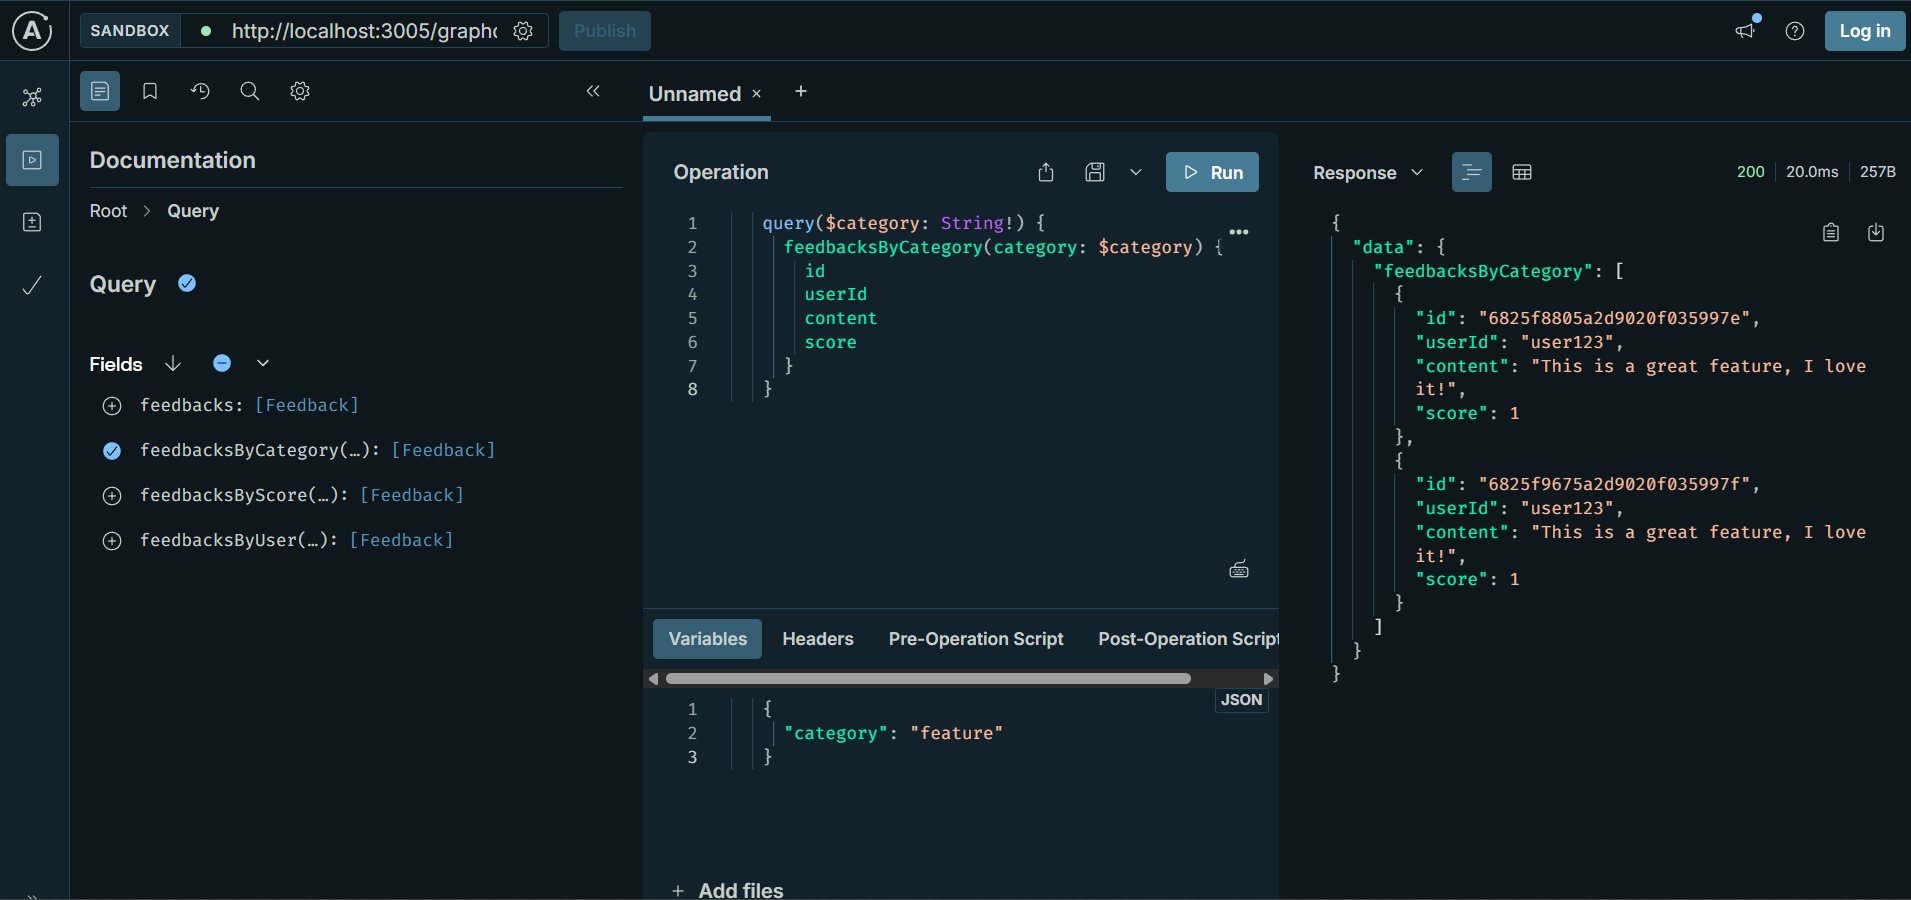 SANDBOX
http://localhost:3005/graphq
Publish
Log in
Unnamed × +
Documentation
Root > Query
Query
Fields
feedbacks: [Feedback]
feedbacksByCategory(…): [Feedback]
feedbacksByScore(…): [Feedback]
feedbacksByUser(…): [Feedback]
Operation
Run
1 query($category: String!) {
2 feedbacksByCategory(category: $category) {
3 id
4 userId
5 content
6 score
7 }
8 }
Variables Headers Pre-Operation Script Post-Operation Script
JSON
1 {
2 "category": "feature"
3 }
+ Add files
Response
200 20.0ms 257B
{
"data": {
"feedbacksByCategory": [
{
"id": "6825f8805a2d9020f035997e",
"userId": "user123",
"content": "This is a great feature, I love
it!",
"score": 1
},
{
"id": "6825f9675a2d9020f035997f",
"userId": "user123",
"content": "This is a great feature, I love
it!",
"score": 1
}
]
}
}